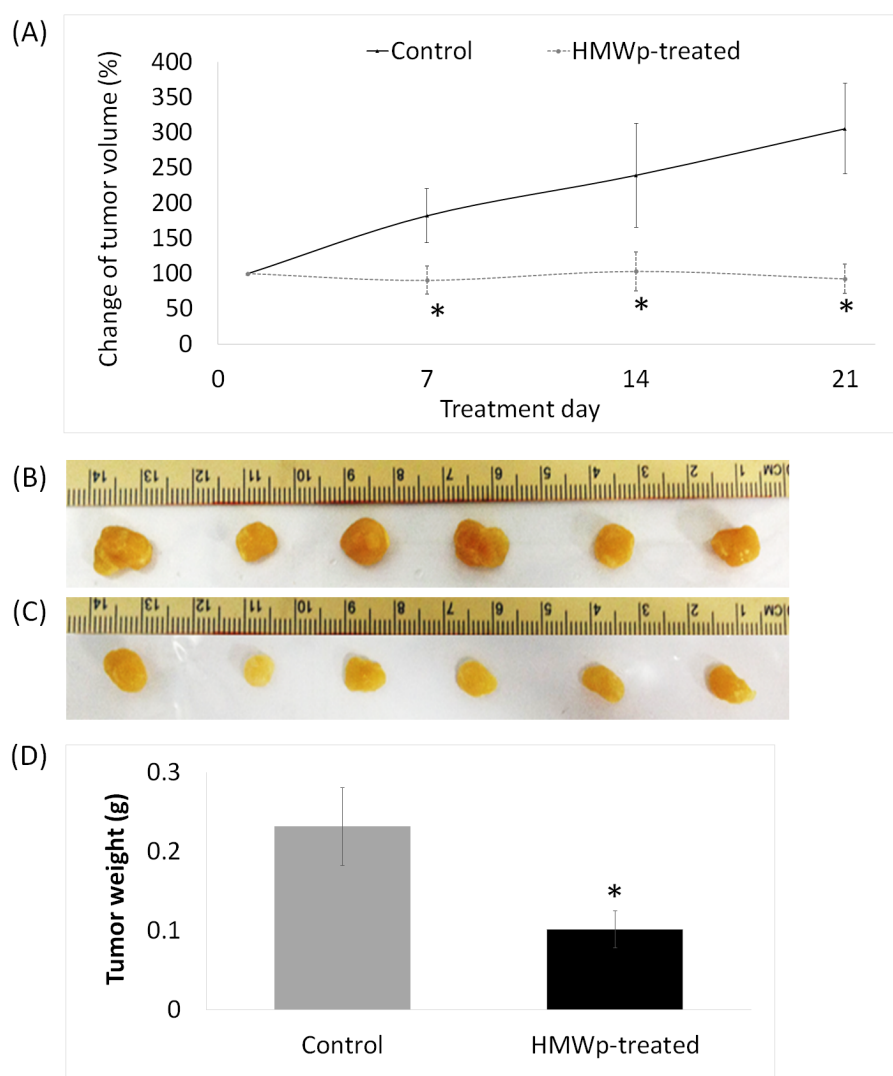 (A)
Control HMWp-treated
Change of tumor volume (%)
400
350
300
250
200
150
100
50
0
0 7 14 21
Treatment day
*
*
*
(B)
14 13 12 11 10 9 8 7 6 5 4 3 2 1 CM 0
(C)
14 13 12 11 10 9 8 7 6 5 4 3 2 1 CM 0
(D)
Tumor weight (g)
0.3
0.2
0.1
0
*
Control HMWp-treated